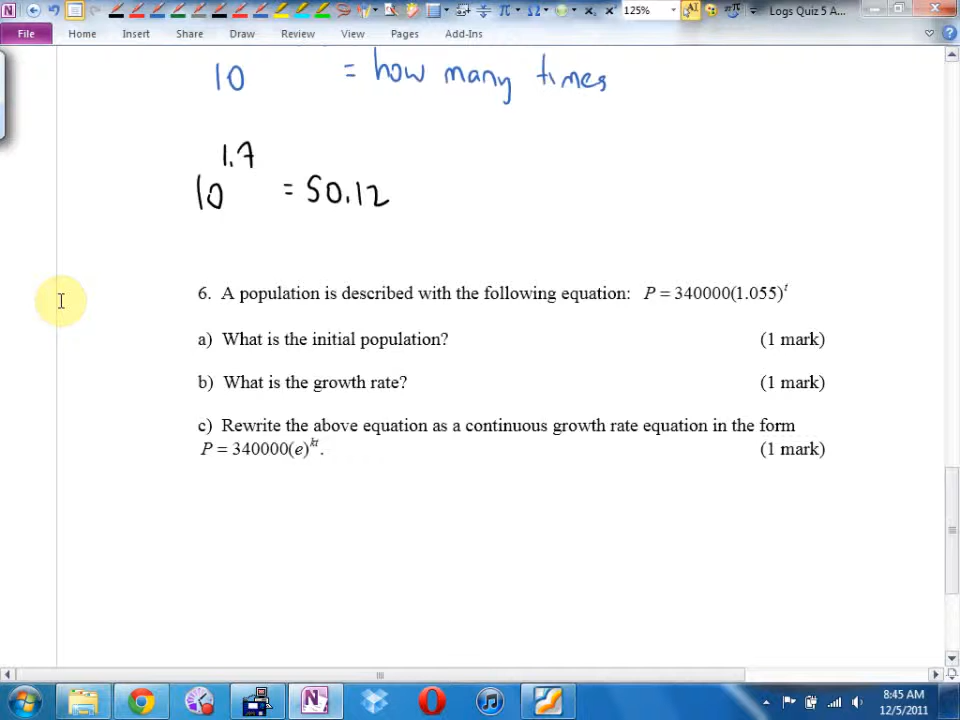 125%
Logs Quiz 5 A...
File Home Insert Share Draw Review View Pages Add-Ins
10 = how many times
10^1.7 = 50.12
6. A population is described with the following equation: P = 340000(1.055)^t
a) What is the initial population? (1 mark)
b) What is the growth rate? (1 mark)
c) Rewrite the above equation as a continuous growth rate equation in the form
P = 340000(e)^kt. (1 mark)
8:45 AM
12/5/2011